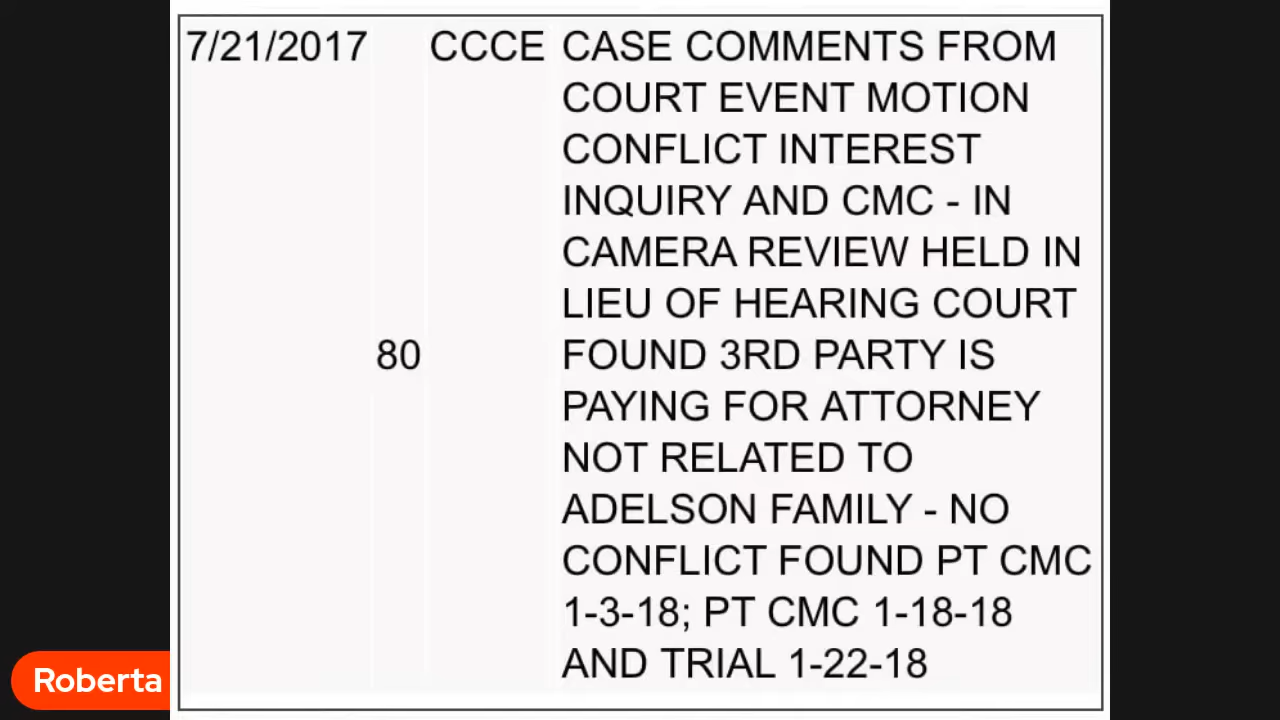 7/21/2017 CCCE CASE COMMENTS FROM
COURT EVENT MOTION
CONFLICT INTEREST
INQUIRY AND CMC - IN
CAMERA REVIEW HELD IN
LIEU OF HEARING COURT
80 FOUND 3RD PARTY IS
PAYING FOR ATTORNEY
NOT RELATED TO
ADELSON FAMILY - NO
CONFLICT FOUND PT CMC
1-3-18; PT CMC 1-18-18
AND TRIAL 1-22-18
Roberta